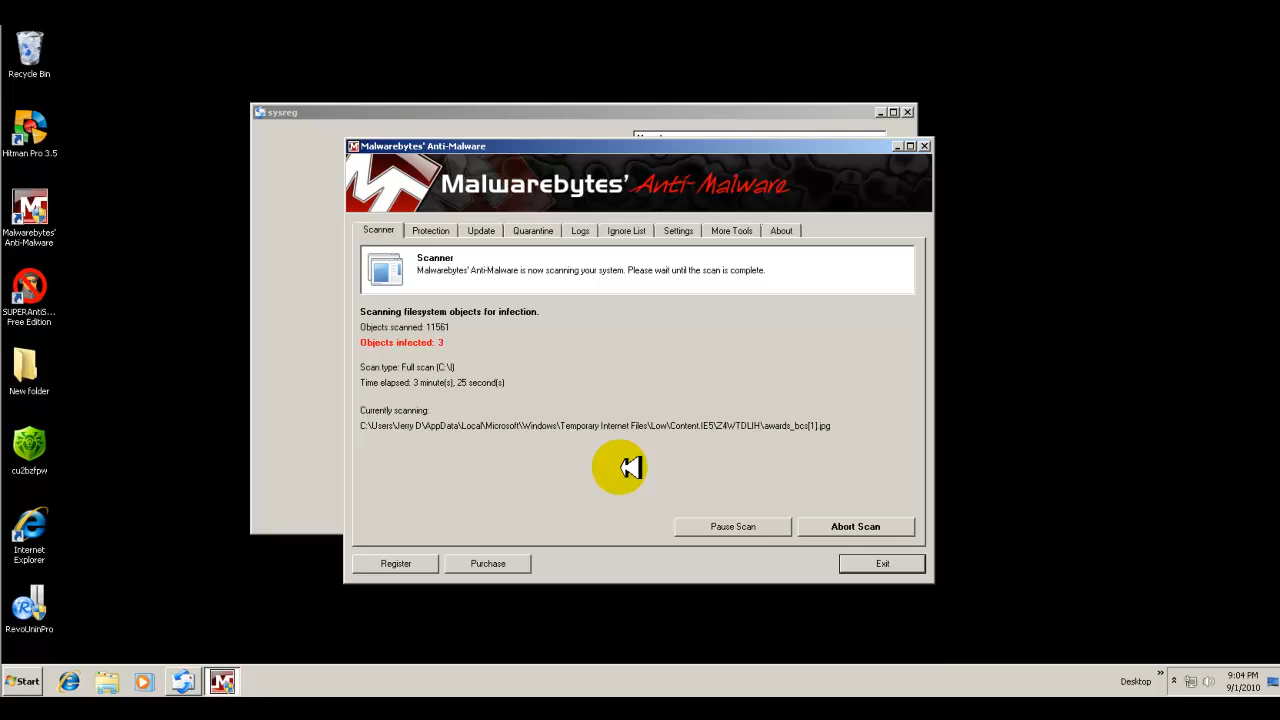 Recycle Bin
Hitman Pro 3.5
Malwarebytes'
Anti-Malware
SUPERAntiS...
Free Edition
New folder
cu2bzfpw
Internet
Explorer
RevoUninPro
sysreg
Malwarebytes' Anti-Malware
Malwarebytes' Anti-Malware
Scanner
Protection
Update
Quarantine
Logs
Ignore List
Settings
More Tools
About
Scanner
Malwarebytes' Anti-Malware is now scanning your system. Please wait until the scan is complete.
Scanning filesystem objects for infection.
Objects scanned: 11561
Objects infected: 3
Scan type: Full scan (C:\|)
Time elapsed: 3 minute(s), 25 second(s)
Currently scanning:
C:\Users\Jerry D\AppData\Local\Microsoft\Windows\Temporary Internet Files\Low\Content.IE5\Z4WTDLIH\awards_bcs[1].jpg
Pause Scan
Abort Scan
Register
Purchase
Exit
Start
Desktop
9:04 PM
9/1/2010